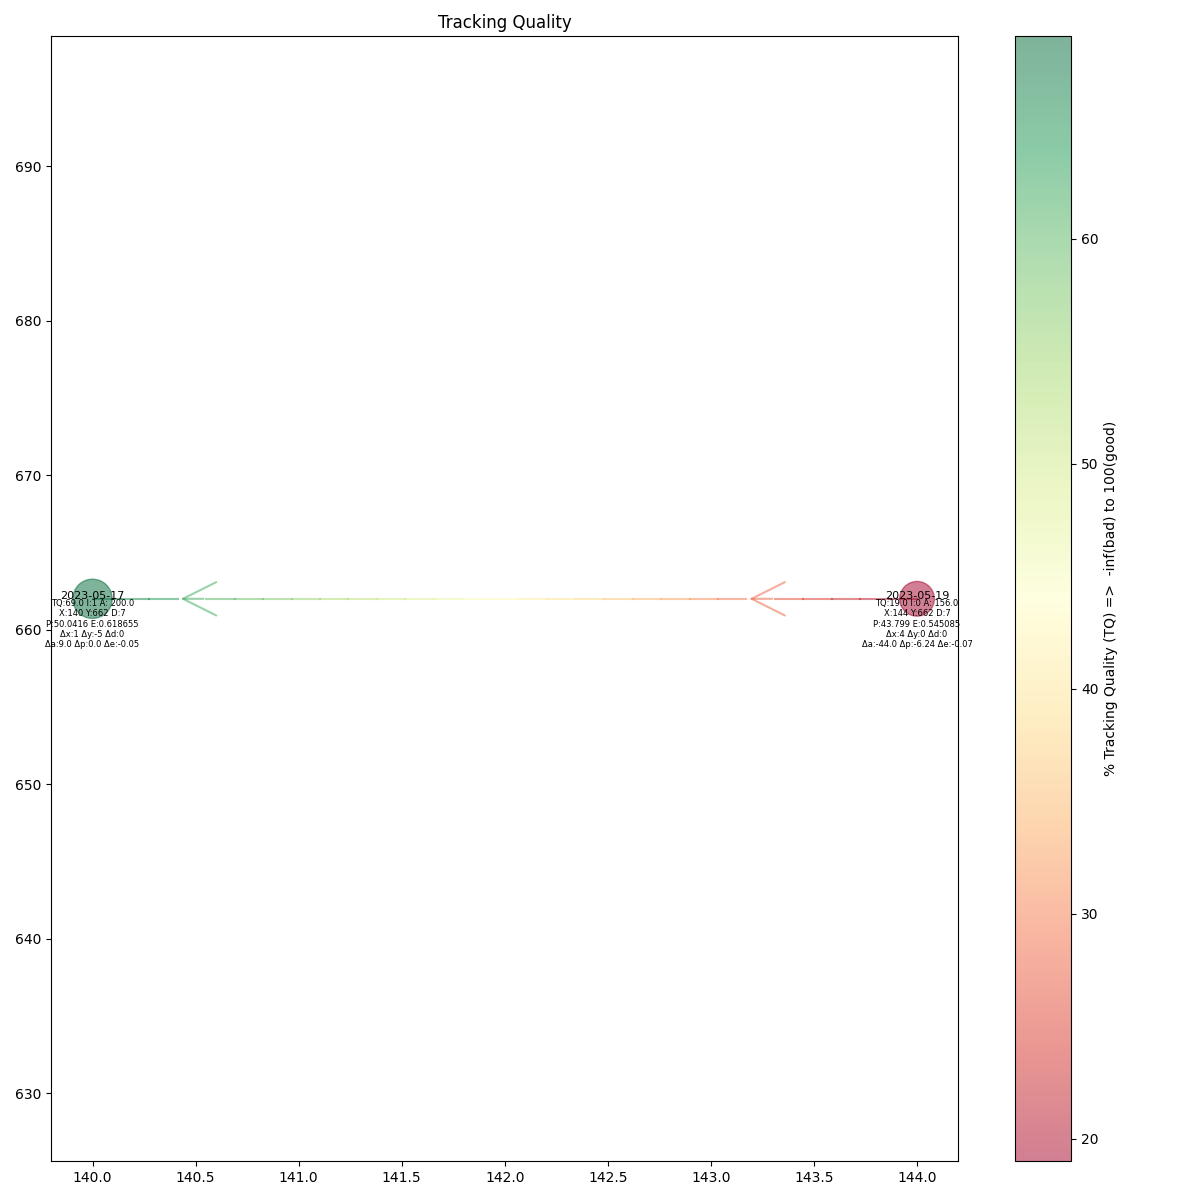 Tracking Quality
690
680
670
660
650
640
630
2023-05-17
TQ:69.0 I:1 A: 200.0
X:140 Y:662 D:7
P:50.0416 E:0.618655
Δx:1 Δy:-5 Δd:0
Δa:9.0 Δp:0.0 Δe:-0.05
2023-05-19
TQ:19.0 I:0 A: 156.0
X:144 Y:662 D:7
P:43.799 E:0.545085
Δx:4 Δy:0 Δd:0
Δa:-44.0 Δp:-6.24 Δe:-0.07
140.0 140.5 141.0 141.5 142.0 142.5 143.0 143.5 144.0
60
50
40
30
20
% Tracking Quality (TQ) => -inf(bad) to 100(good)